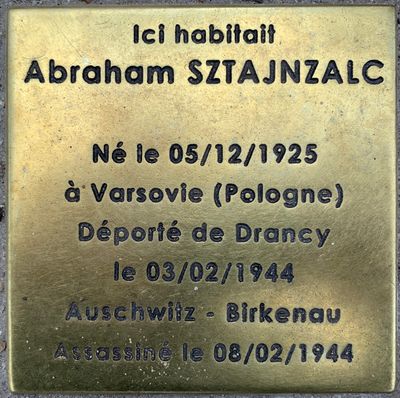 Ici habitait
Abraham SZTAJNZALC
Né le 05/12/1925
à Varsovie (Pologne)
Déporté de Drancy
le 03/02/1944
Auschwitz - Birkenau
Assassiné le 08/02/1944